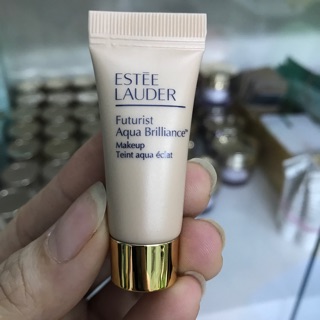 ESTĒE
LAUDER
Futurist
Aqua Brilliance™
Makeup
Teint aqua éclat